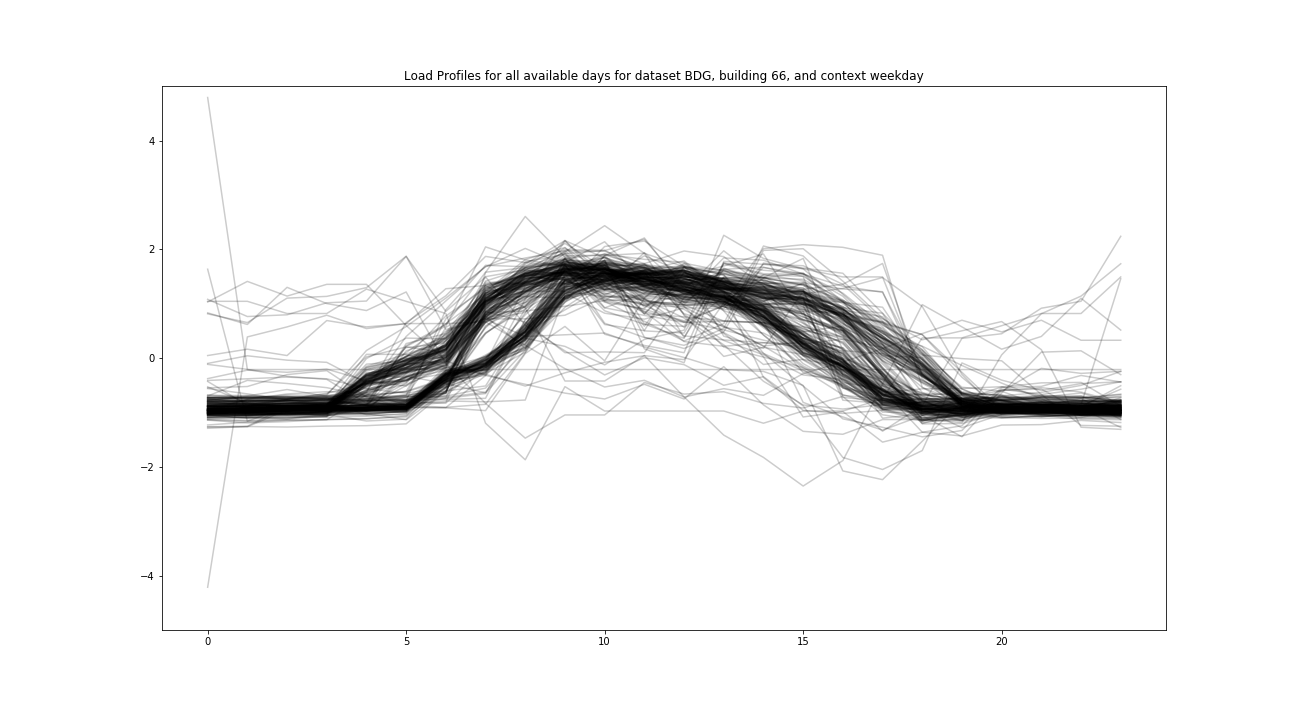 Load Profiles for all available days for dataset BDG, building 66, and context weekday
4
2
0
−2
−4
0 5 10 15 20